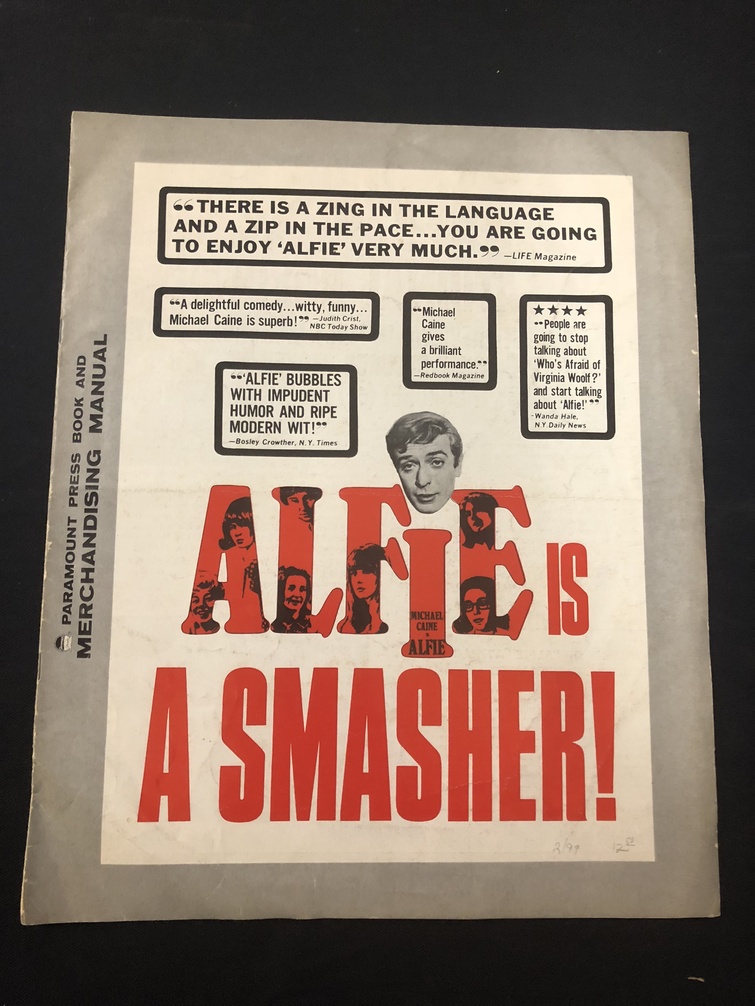 “THERE IS A ZING IN THE LANGUAGE
AND A ZIP IN THE PACE...YOU ARE GOING
TO ENJOY ‘ALFIE’ VERY MUCH.” —LIFE Magazine
“A delightful comedy...witty, funny...
Michael Caine is superb!” —Judith Crist,
NBC Today Show
“Michael
Caine
gives
a brilliant
performance.”
—Redbook Magazine
★★★★
“People are
going to stop
talking about
‘Who's Afraid of
Virginia Woolf?’
and start talking
about ‘Alfie!’”
-Wanda Hale,
N.Y. Daily News
“‘ALFIE’ BUBBLES
WITH IMPUDENT
HUMOR AND RIPE
MODERN WIT!”
—Bosley Crowther, N.Y. Times
ALFIE IS
MICHAEL
CAINE
ALFIE
A SMASHER!
PARAMOUNT PRESS BOOK AND
MERCHANDISING MANUAL
2/99 12